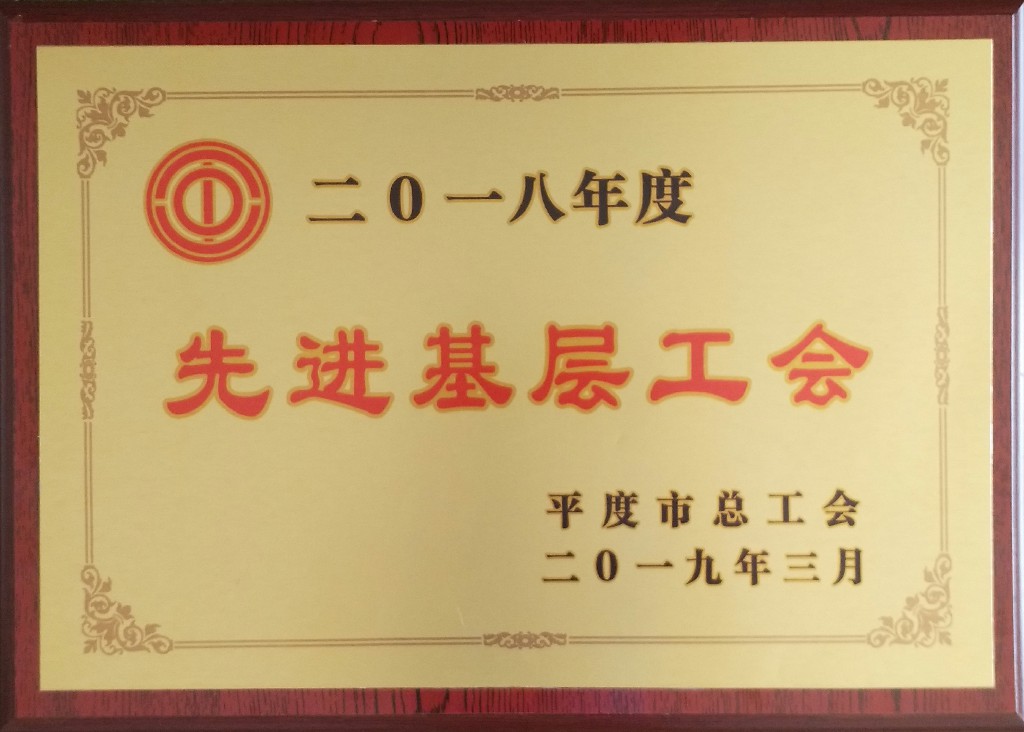 二０一八年度
先进基层工会
平度市总工会
二０一九年三月